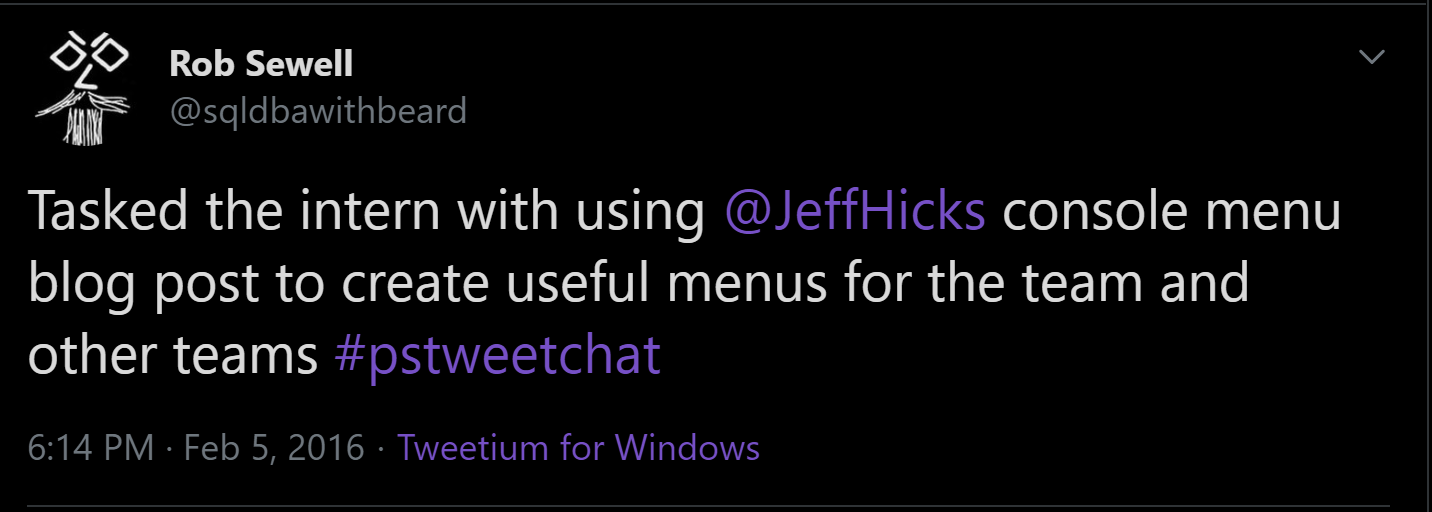 Rob Sewell
@sqldbawithbeard
Tasked the intern with using @JeffHicks console menu
blog post to create useful menus for the team and
other teams #pstweetchat
6:14 PM · Feb 5, 2016 · Tweetium for Windows